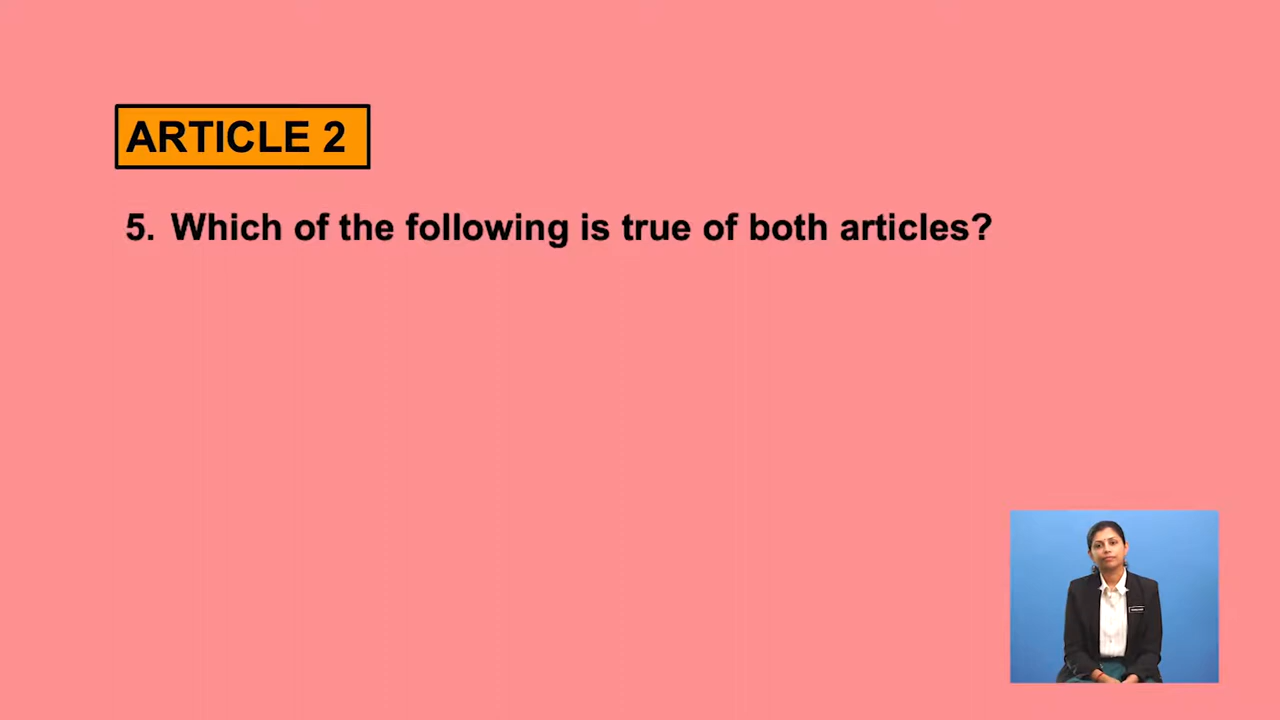 ARTICLE 2
5. Which of the following is true of both articles?